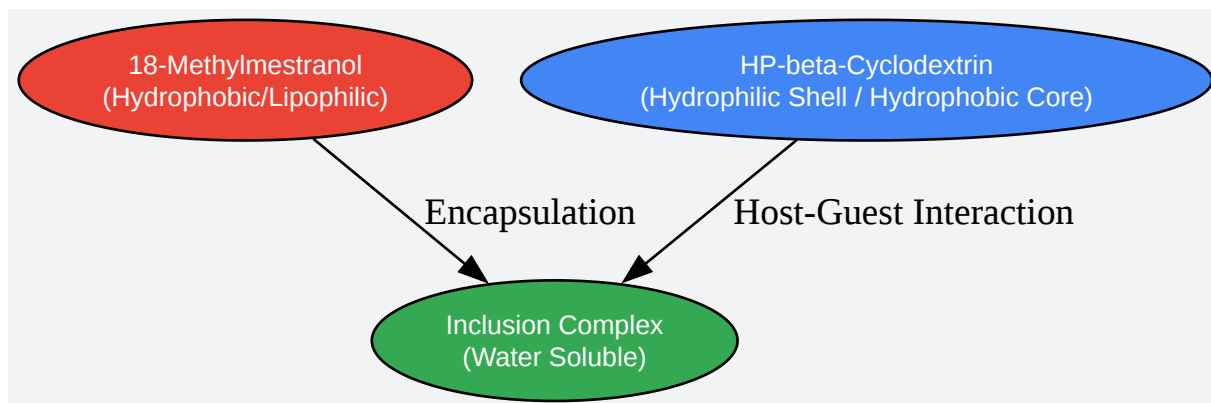 18-Methylmestranol
(Hydrophobic/Lipophilic)
HP-beta-Cyclodextrin
(Hydrophilic Shell / Hydrophobic Core)
Encapsulation
Host-Guest Interaction
Inclusion Complex
(Water Soluble)